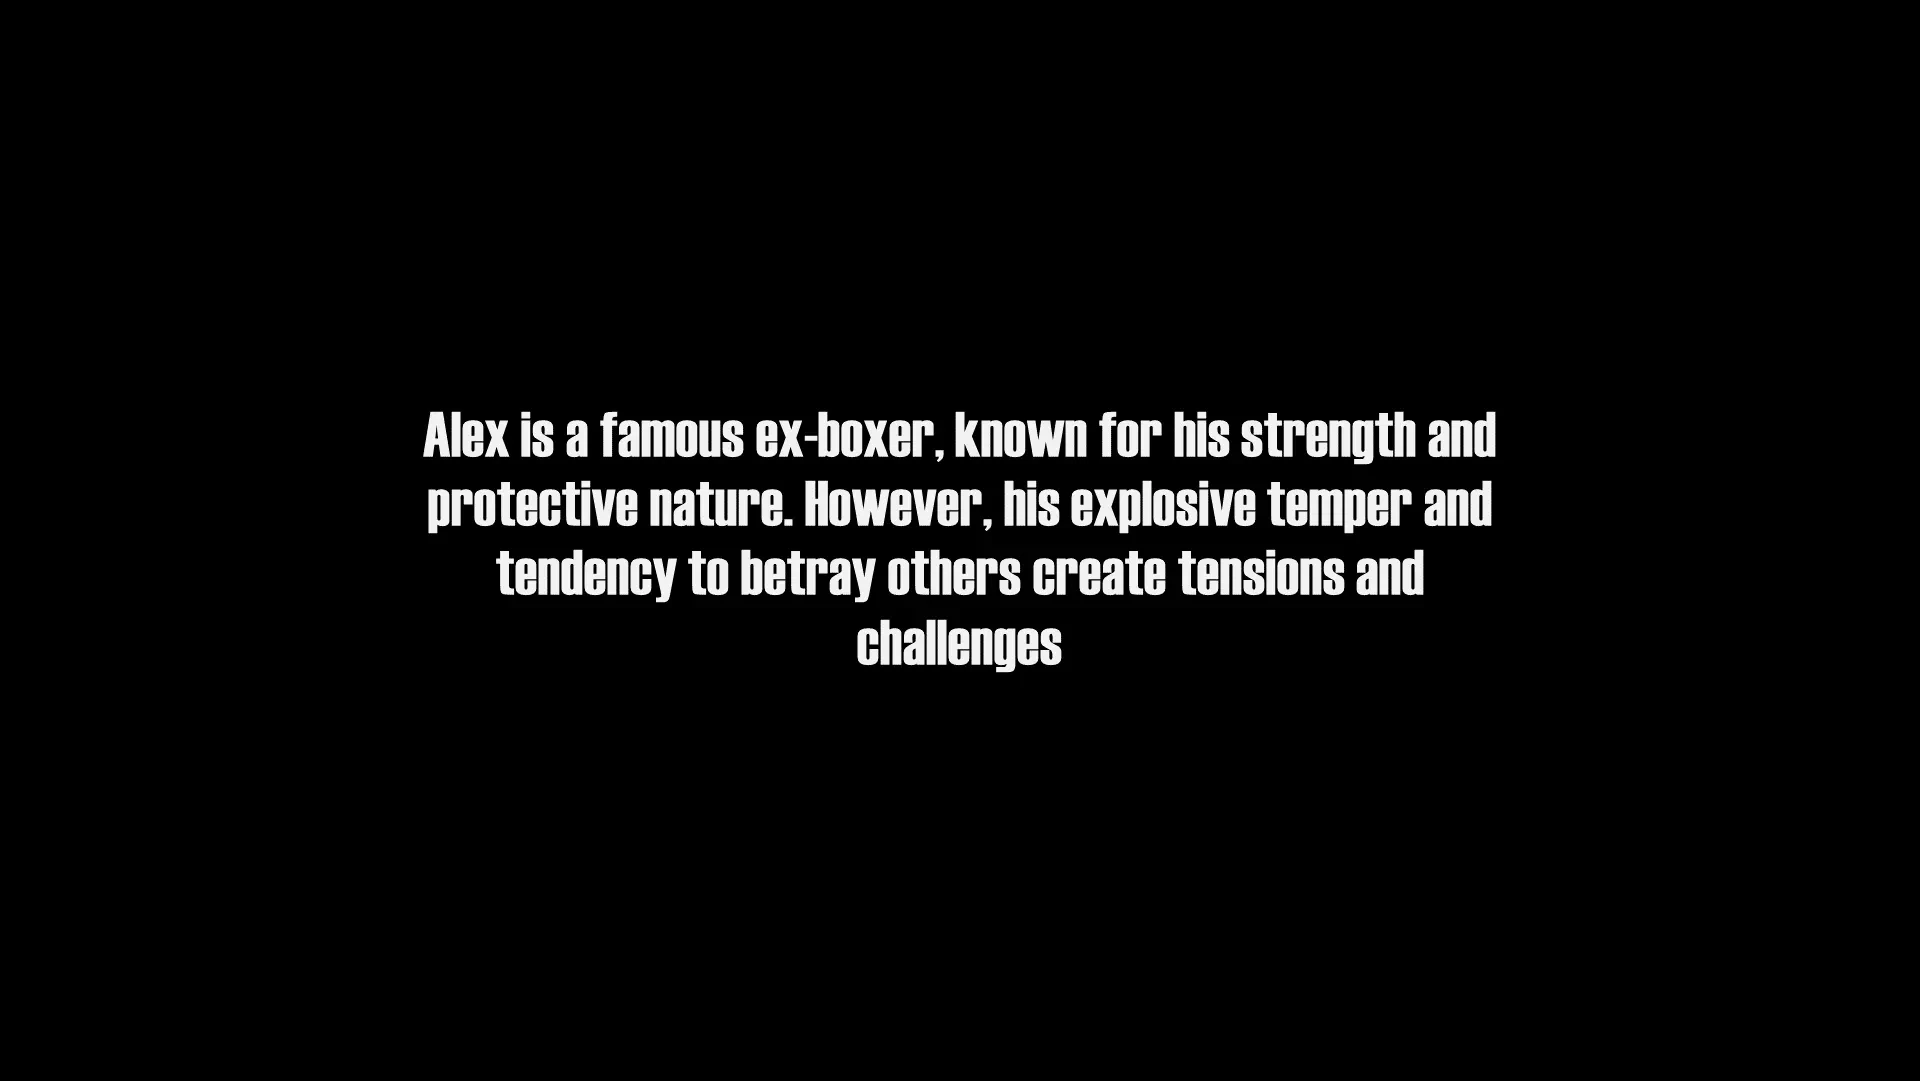 Alex is a famous ex-boxer, known for his strength and
protective nature. However, his explosive temper and
tendency to betray others create tensions and
challenges